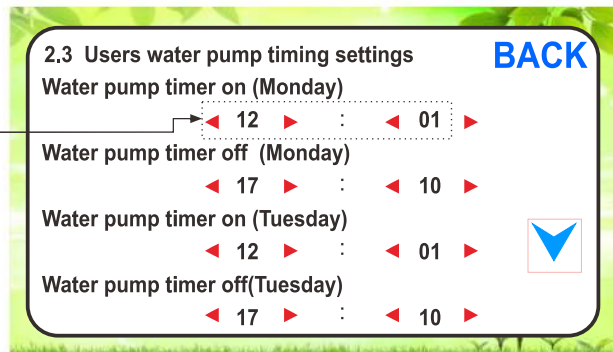 2.3 Users water pump timing settings BACK
Water pump timer on (Monday)
12 : 01
Water pump timer off (Monday)
17 : 10
Water pump timer on (Tuesday)
12 : 01
Water pump timer off(Tuesday)
17 : 10